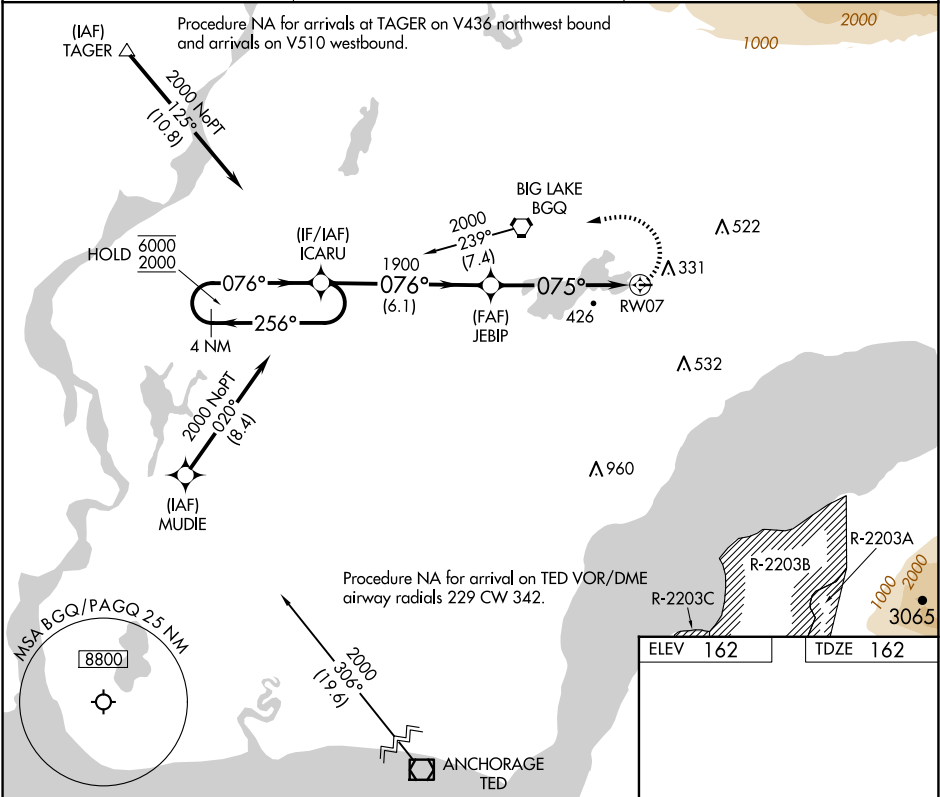 Procedure NA for arrivals at TAGER on V436 northwest bound
and arrivals on V510 westbound.
(IAF)
TAGER
2000
1000
2000 NoPT
125°
(10.8)
BIG LAKE
BGQ
522
2000
239°
(7.4)
(IF/IAF)
ICARU
HOLD
6000
2000
076°
1900
076°
(6.1)
075°
331
RW07
256°
(FAF)
JEBIP
426
4 NM
532
2000 NoPT
020°
(8.4)
960
(IAF)
MUDIE
R-2203A
R-2203B
1000
2000
Procedure NA for arrival on TED VOR/DME
airway radials 229 CW 342.
R-2203C
3065
MSA BGQ/PAGQ 25 NM
8800
ELEV 162
TDZE 162
2000
306°
(19.6)
ANCHORAGE
TED